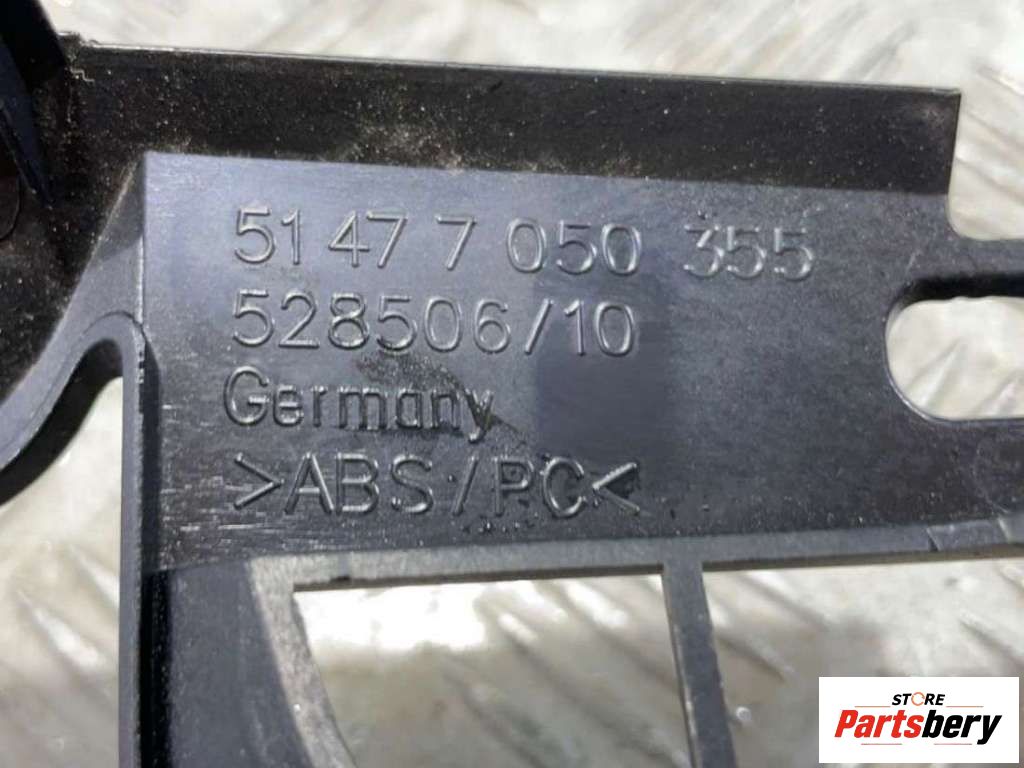 51 47 7 050 355
528506/10
Germany
>ABS/PC<
STORE
Partsbery